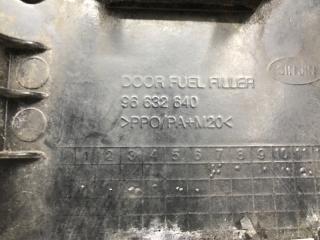 DOOR FUEL FILLER
96 632 640
>PPO/PA+M20<
1 2 3 4 5 6 7 8 9 10 11